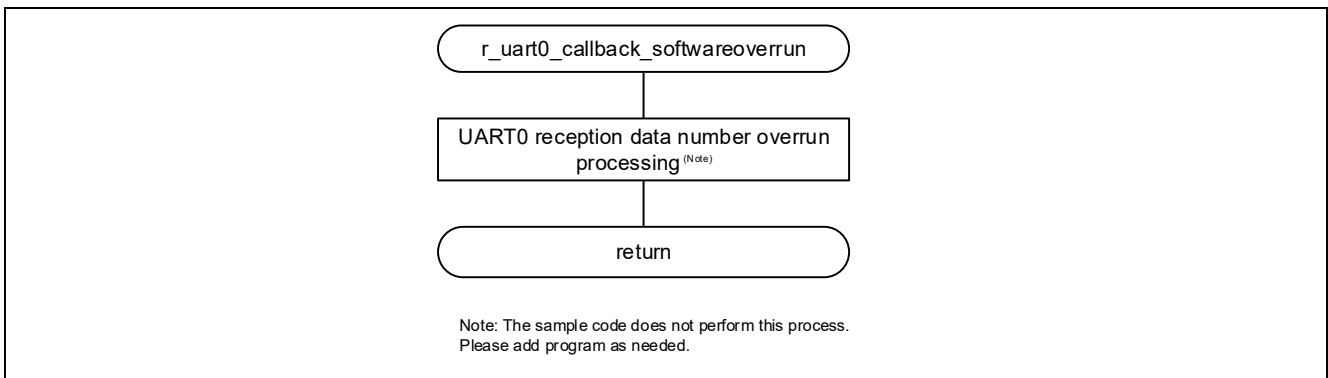 r_uart0_callback_softwareoverrun
UART0 reception data number overrun
processing (Note)
return
Note: The sample code does not perform this process.
Please add program as needed.